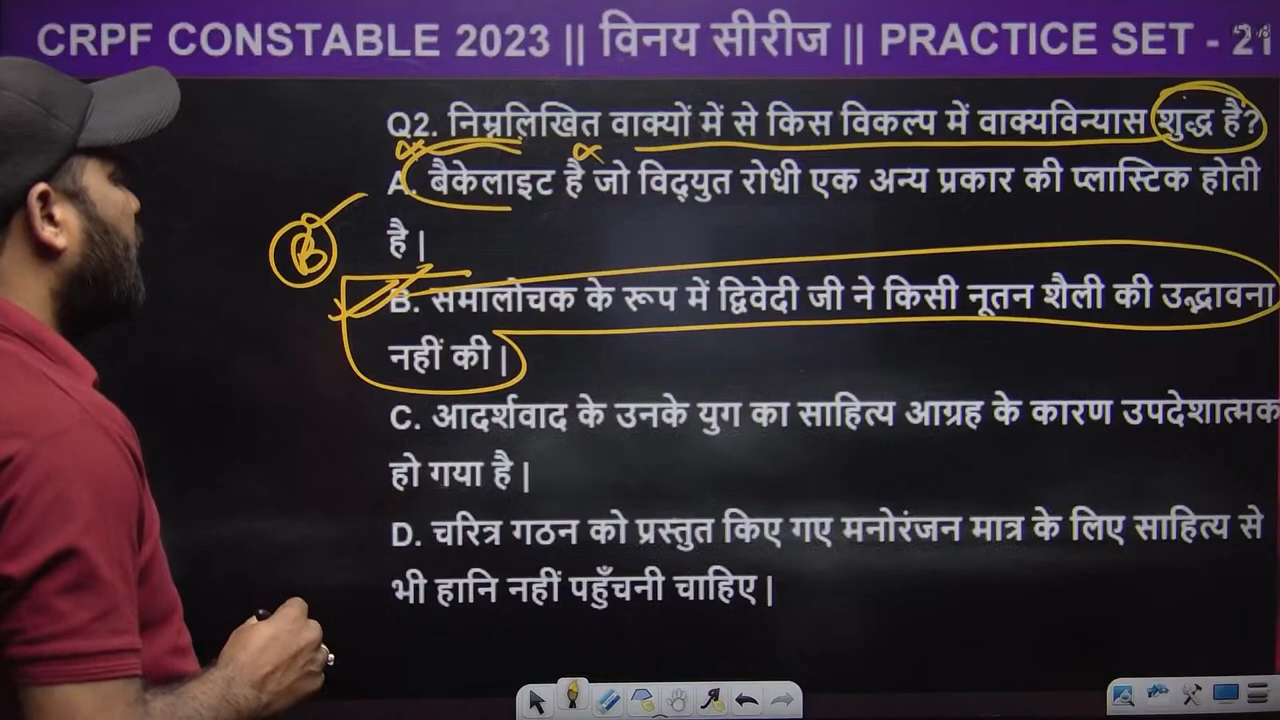 CRPF CONSTABLE 2023 || विनय सीरीज || PRACTICE SET - 21
Q2. निम्नलिखित वाक्यों में से किस विकल्प में वाक्यविन्यास शुद्ध है?
A. बैकेलाइट है जो विद्युत रोधी एक अन्य प्रकार की प्लास्टिक होती
है |
B
B. समालोचक के रूप में द्विवेदी जी ने किसी नूतन शैली की उद्भावना
नहीं की |
C. आदर्शवाद के उनके युग का साहित्य आग्रह के कारण उपदेशात्मक
हो गया है |
D. चरित्र गठन को प्रस्तुत किए गए मनोरंजन मात्र के लिए साहित्य से
भी हानि नहीं पहुँचनी चाहिए |